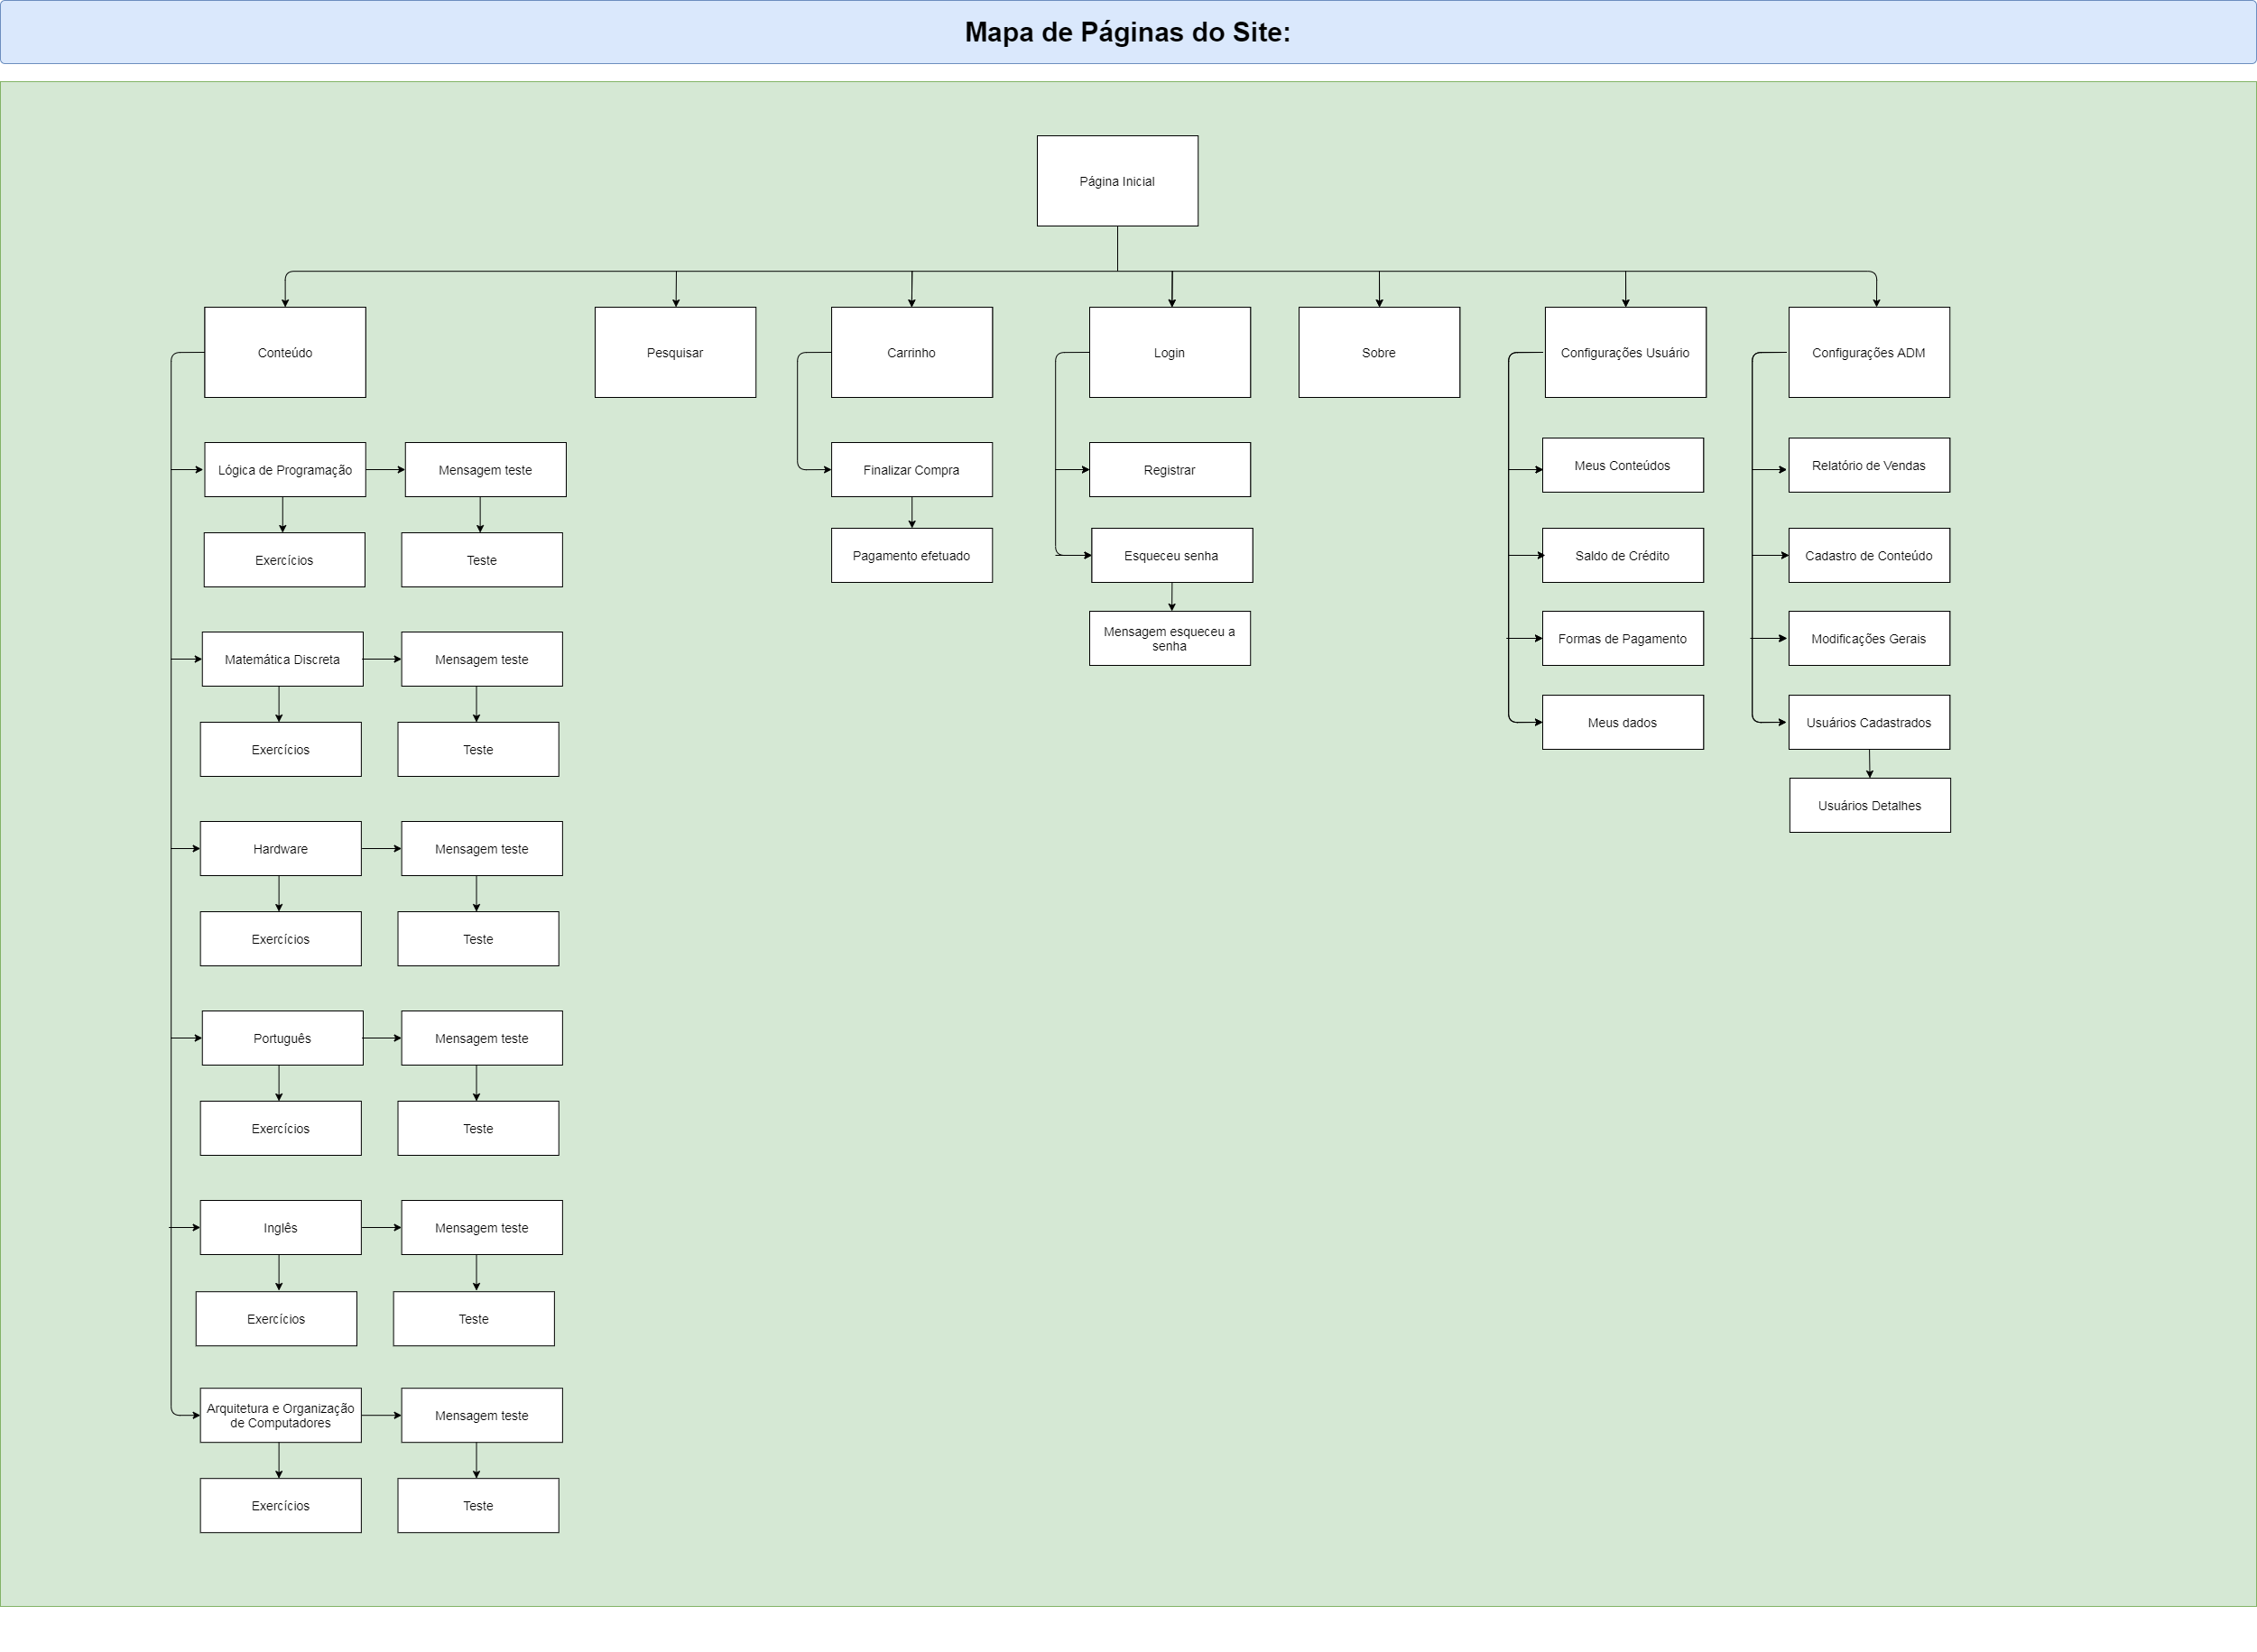 Mapa de Páginas do Site:
Página Inicial
Conteúdo
Pesquisar
Carrinho
Login
Sobre
Configurações Usuário
Configurações ADM
Lógica de Programação
Mensagem teste
Finalizar Compra
Registrar
Meus Conteúdos
Relatório de Vendas
Exercícios
Teste
Pagamento efetuado
Esqueceu senha
Saldo de Crédito
Cadastro de Conteúdo
Matemática Discreta
Mensagem teste
Mensagem esqueceu a
senha
Formas de Pagamento
Modificações Gerais
Exercícios
Teste
Meus dados
Usuários Cadastrados
Usuários Detalhes
Hardware
Mensagem teste
Exercícios
Teste
Português
Mensagem teste
Exercícios
Teste
Inglês
Mensagem teste
Exercícios
Teste
Arquitetura e Organização
de Computadores
Mensagem teste
Exercícios
Teste